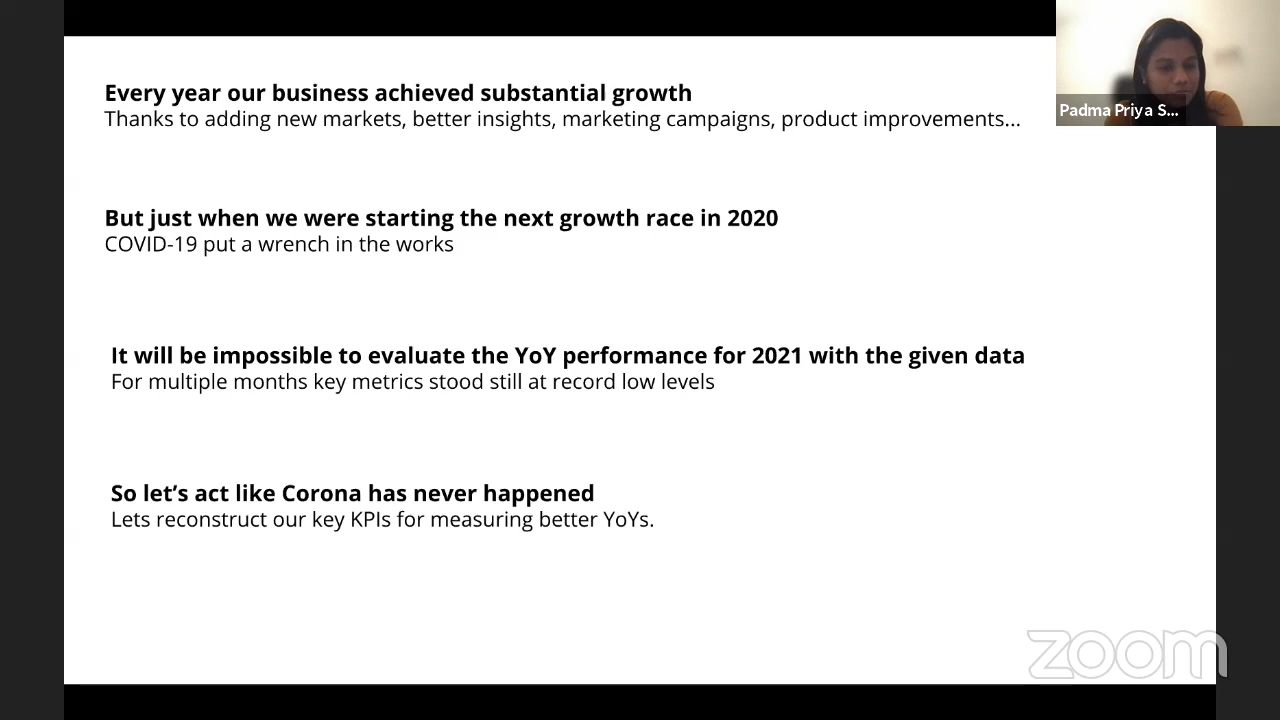 Every year our business achieved substantial growth
Thanks to adding new markets, better insights, marketing campaigns, product improvements...
Padma Priya S...
But just when we were starting the next growth race in 2020
COVID-19 put a wrench in the works
It will be impossible to evaluate the YoY performance for 2021 with the given data
For multiple months key metrics stood still at record low levels
So let’s act like Corona has never happened
Lets reconstruct our key KPIs for measuring better YoYs.
zoom